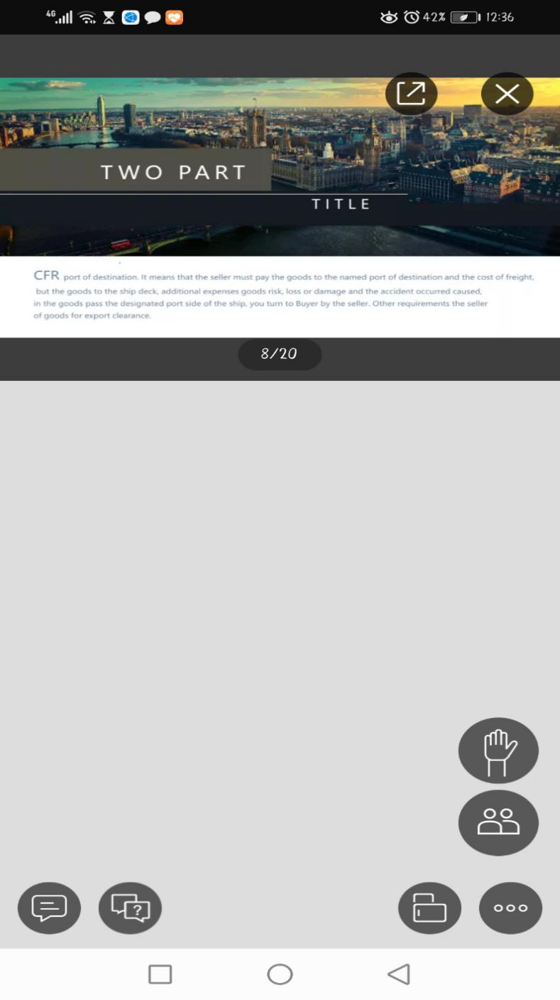 4G 42% 12:36
TWO PART
TITLE
CFR port of destination. It means that the seller must pay the goods to the named port of destination and the cost of freight,
but the goods to the ship deck, additional expenses goods risk, loss or damage and the accident occurred caused,
in the goods pass the designated port side of the ship, you turn to Buyer by the seller. Other requirements the seller
of goods for export clearance.
8/20
?